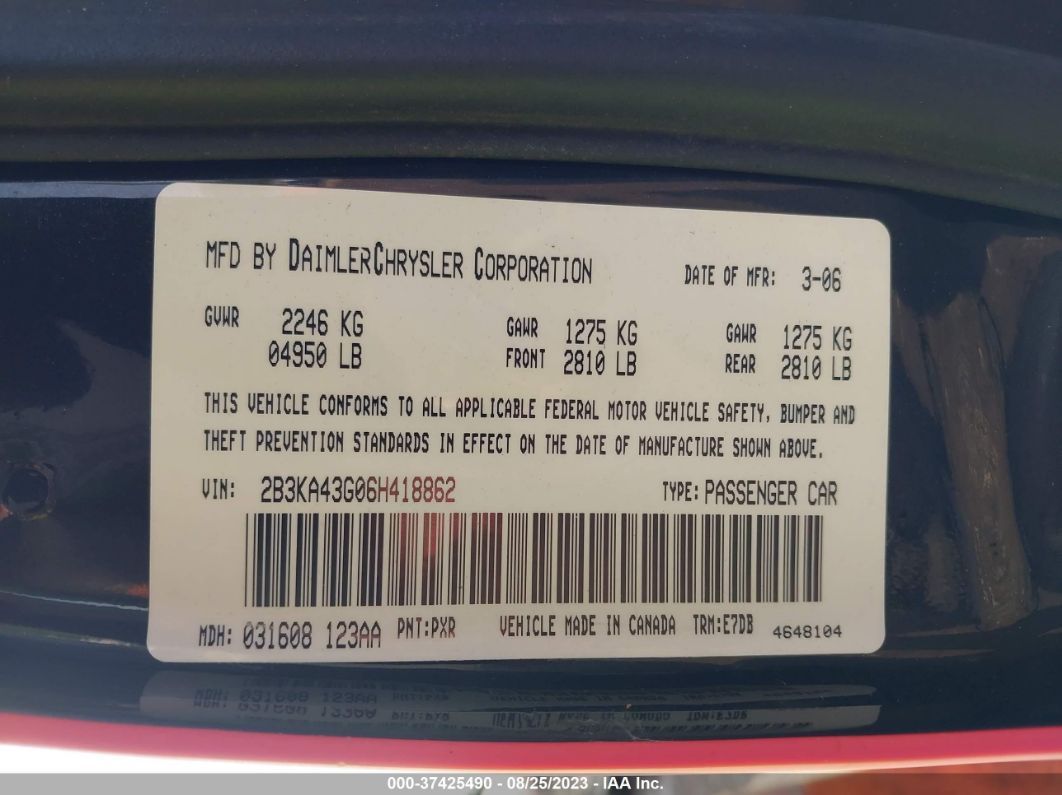 MFD BY DAIMLERCHRYSLER CORPORATION DATE OF MFR: 3-06
GVWR 2246 KG GAWR 1275 KG GAWR 1275 KG
04950 LB FRONT 2810 LB REAR 2810 LB
THIS VEHICLE CONFORMS TO ALL APPLICABLE FEDERAL MOTOR VEHICLE SAFETY, BUMPER AND
THEFT PREVENTION STANDARDS IN EFFECT ON THE DATE OF MANUFACTURE SHOWN ABOVE.
VIN: 2B3KA43G06H418862 TYPE: PASSENGER CAR
MDH: 031608 123AA PNT:PXR VEHICLE MADE IN CANADA TRM:E7DB 4648104
MDH: 031608 123AA
000-37425490 - 08/25/2023 - IAA Inc.